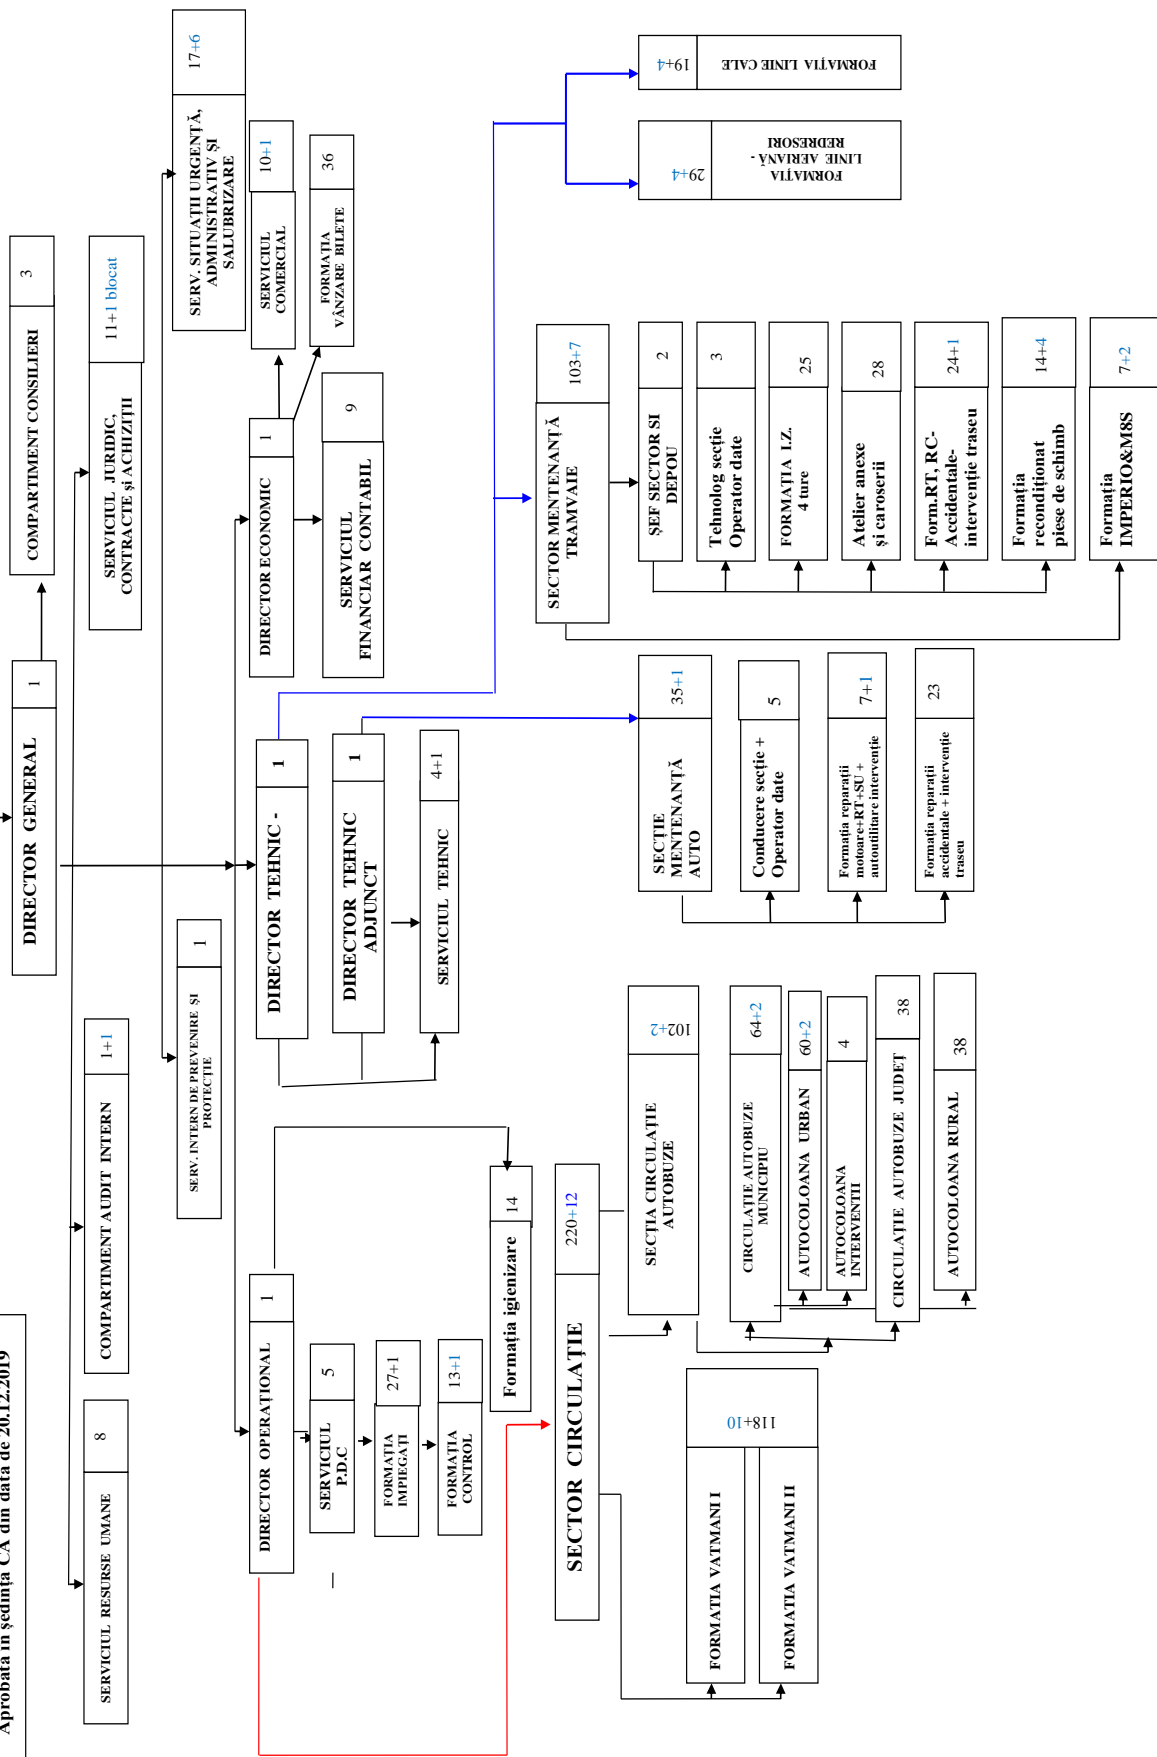 Aprobata în ședința CA din data de 20.12.2019
DIRECTOR GENERAL
1
COMPARTIMENT CONSILIERI
3
SERVICIUL RESURSE UMANE
8
COMPARTIMENT AUDIT INTERN
1+1
SERVICIUL JURIDIC,
CONTRACTE și ACHIZIȚII
11+1 blocat
SERV. INTERN DE PREVENIRE ȘI
PROTECȚIE
1
SERV. SITUAȚII URGENȚĂ,
ADMINISTRATIV ȘI
SALUBRIZARE
17+6
DIRECTOR OPERAȚIONAL
1
DIRECTOR TEHNIC -
1
DIRECTOR ECONOMIC
1
SERVICIUL
COMERCIAL
10+1
FORMAȚIA
VÂNZARE BILETE
36
SERVICIUL
FINANCIAR CONTABIL
9
DIRECTOR TEHNIC
ADJUNCT
1
SERVICIUL TEHNIC
4+1
SERVICIUL
P.D.C
5
FORMAȚIA
IMPIEGAȚI
27+1
FORMAȚIA
CONTROL
13+1
Formația igienizare
14
SECTOR CIRCULAȚIE
220+12
SECȚIA CIRCULAȚIE
AUTOBUZE
102+2
FORMATIA VATMANI I
FORMATIA VATMANI II
118+10
CIRCULAȚIE AUTOBUZE
MUNICIPIU
64+2
AUTOCOLOANA URBAN
60+2
AUTOCOLOANA
INTERVENTII
4
CIRCULAȚIE AUTOBUZE JUDEȚ
38
AUTOCOLOANA RURAL
38
SECȚIE
MENTENANȚĂ
AUTO
35+1
Conducere secție +
Operator date
5
Formația reparații
motoare+RT+SU +
autoutilitare intervenție
7+1
Formația reparații
accidentale + intervenție
traseu
23
SECTOR MENTENANȚĂ
TRAMVAIE
103+7
ȘEF SECTOR SI
DEPOU
2
Tehnolog secție
Operator date
3
FORMAȚIA I.Z.
4 ture
25
Atelier anexe
și caroserii
28
Form.RT, RC-
Accidentale-
intervenție traseu
24+1
Formația
recondiționat
piese de schimb
14+4
Formația
IMPERIO&M8S
7+2
FORMAȚIA
LINIE AERIANĂ -
REDRESORI
29+4
FORMAȚIA LINIE CALE
19+4